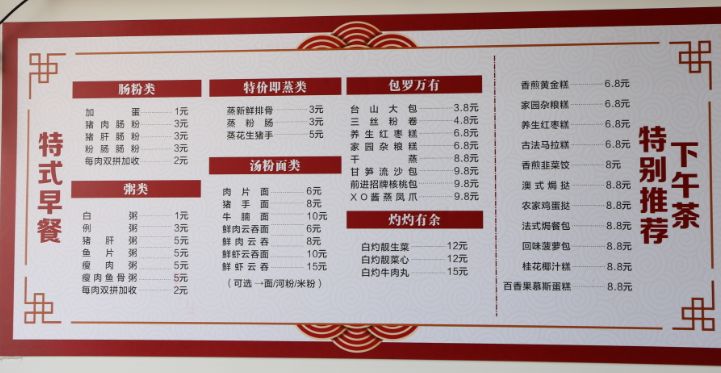 特式早餐
肠粉类
加蛋 1元
猪肉肠粉 3元
猪肝肠粉 3元
粉肠肠粉 3元
每肉双拼加收 2元
粥类
白粥 1元
例粥 3元
猪肝粥 5元
鱼片粥 5元
瘦肉粥 5元
瘦肉鱼骨粥 5元
每肉双拼加收 2元
特价即蒸类
蒸新鲜排骨 3元
蒸粉肠 3元
蒸花生猪手 5元
汤粉面类
肉片面 6元
猪手面 8元
牛腩面 10元
鲜肉云吞面 6元
鲜肉云吞 8元
鲜虾云吞面 10元
鲜虾云吞 15元
(可选→面/河粉/米粉)
包罗万有
台山大包 3.8元
三丝粉卷 4.8元
养生红枣糕 6.8元
家园杂粮糕 6.8元
干蒸 8.8元
甘笋流沙包 9.8元
前进招牌核桃包 9.8元
XO酱蒸凤爪 9.8元
灼灼有余
白灼靓生菜 12元
白灼靓菜心 12元
白灼牛肉丸 15元
香煎黄金糕 6.8元
家园杂粮糕 6.8元
养生红枣糕 6.8元
古法马拉糕 6.8元
香煎韭菜饺 8元
澳式焗挞 8.8元
农家鸡蛋挞 8.8元
法式焗餐包 8.8元
回味菠萝包 8.8元
桂花椰汁糕 8.8元
百香果慕斯蛋糕 8.8元
下午茶
特别推荐